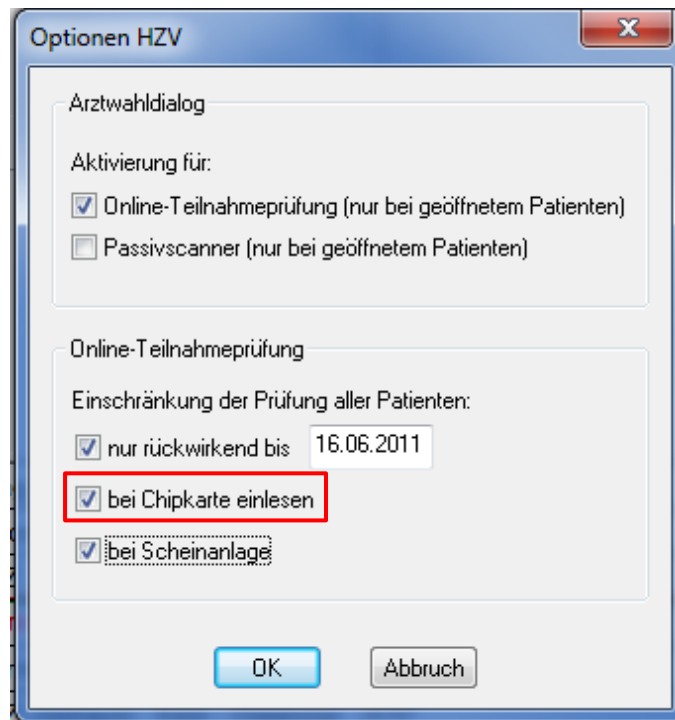 Optionen HZV
Arztwahldialog
Aktivierung für:
Online-Teilnahmeprüfung (nur bei geöffnetem Patienten)
Passivscanner (nur bei geöffnetem Patienten)
Online-Teilnahmeprüfung
Einschränkung der Prüfung aller Patienten:
nur rückwirkend bis 16.06.2011
bei Chipkarte einlesen
bei Scheinanlage
OK Abbruch